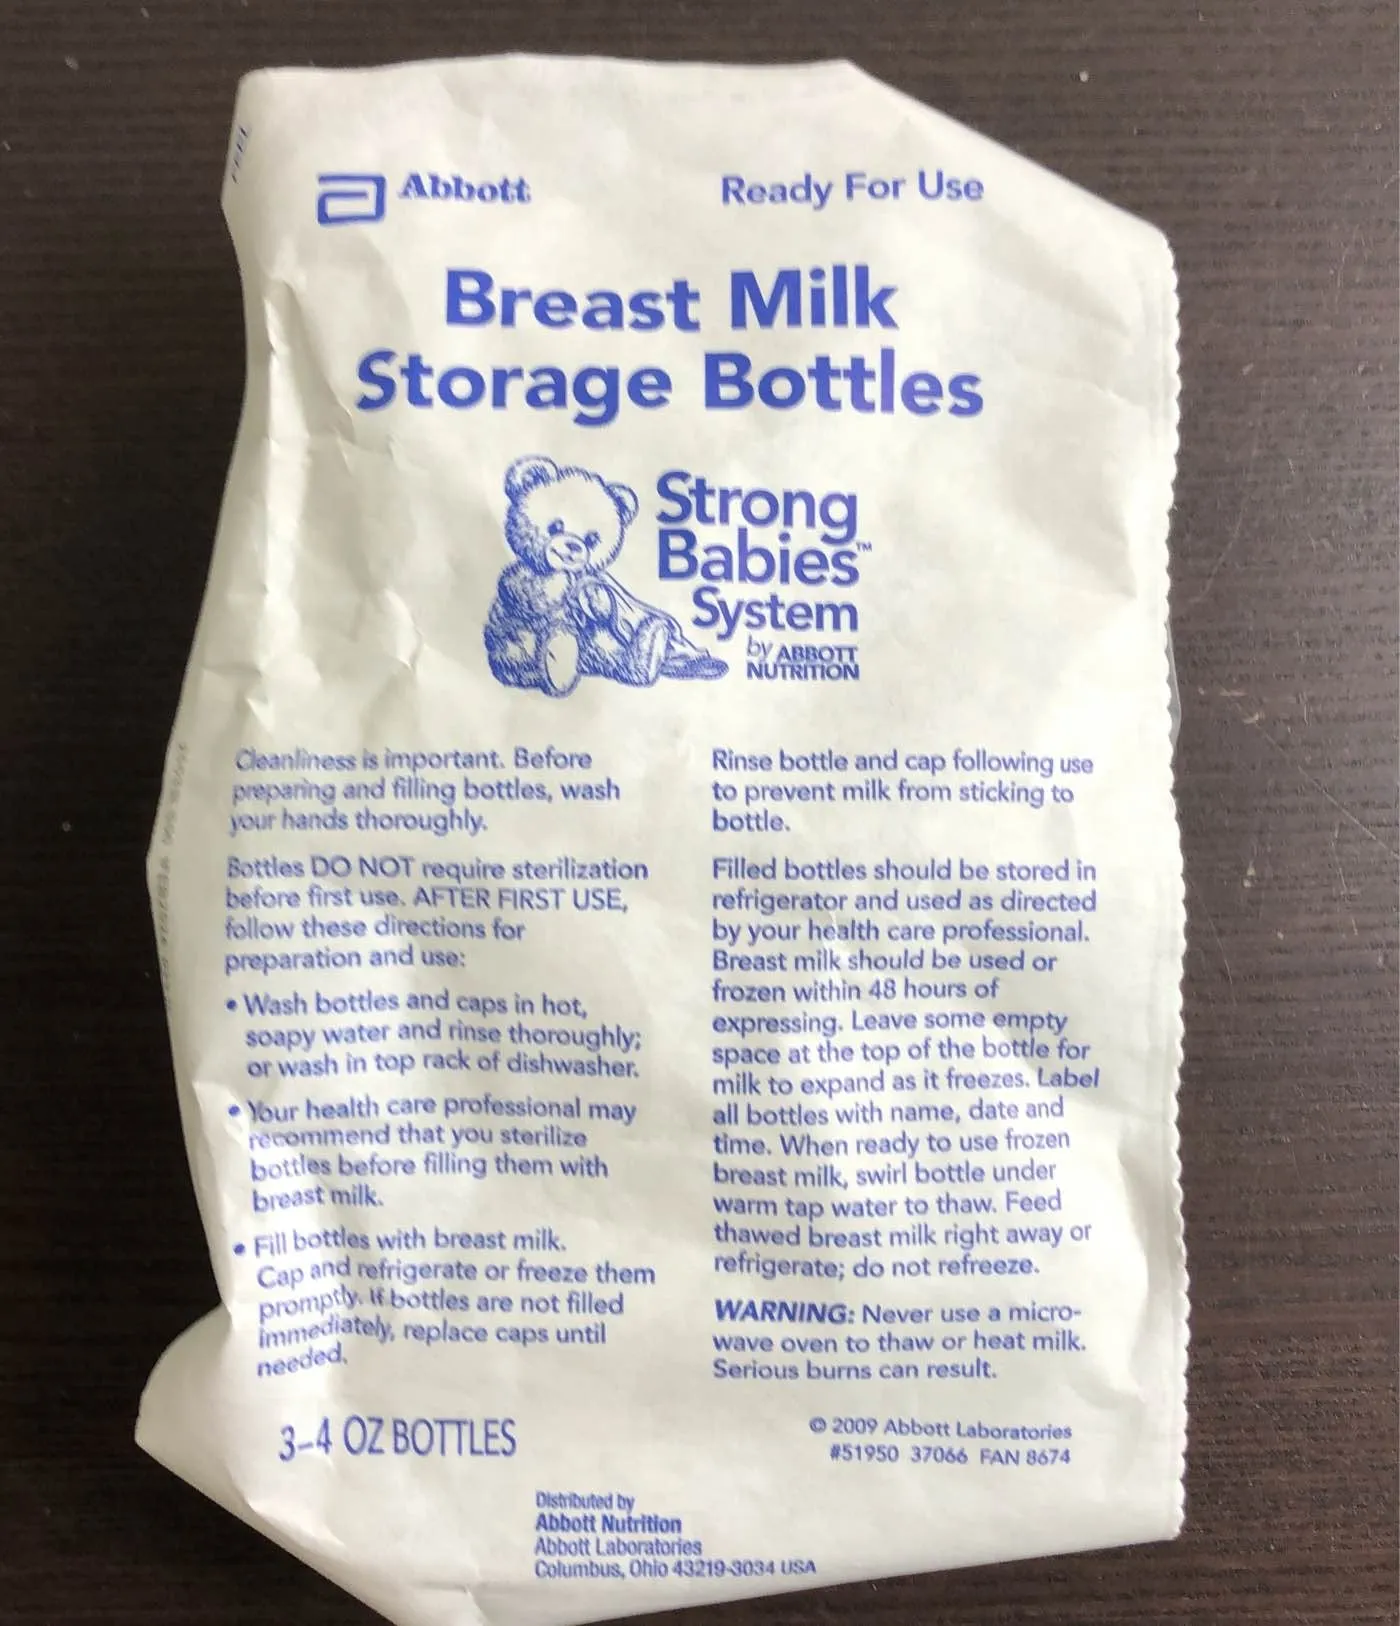 Abbott
Ready For Use
Breast Milk
Storage Bottles
Strong
Babies™
System
by ABBOTT
NUTRITION
Cleanliness is important. Before
preparing and filling bottles, wash
your hands thoroughly.
Bottles DO NOT require sterilization
before first use. AFTER FIRST USE,
follow these directions for
preparation and use:
• Wash bottles and caps in hot,
soapy water and rinse thoroughly;
or wash in top rack of dishwasher.
• Your health care professional may
recommend that you sterilize
bottles before filling them with
breast milk.
• Fill bottles with breast milk.
Cap and refrigerate or freeze them
promptly. If bottles are not filled
immediately, replace caps until
needed.
Rinse bottle and cap following use
to prevent milk from sticking to
bottle.
Filled bottles should be stored in
refrigerator and used as directed
by your health care professional.
Breast milk should be used or
frozen within 48 hours of
expressing. Leave some empty
space at the top of the bottle for
milk to expand as it freezes. Label
all bottles with name, date and
time. When ready to use frozen
breast milk, swirl bottle under
warm tap water to thaw. Feed
thawed breast milk right away or
refrigerate; do not refreeze.
WARNING: Never use a micro-
wave oven to thaw or heat milk.
Serious burns can result.
3–4 OZ BOTTLES
© 2009 Abbott Laboratories
#51950 37066 FAN 8674
Distributed by
Abbott Nutrition
Abbott Laboratories
Columbus, Ohio 43219-3034 USA